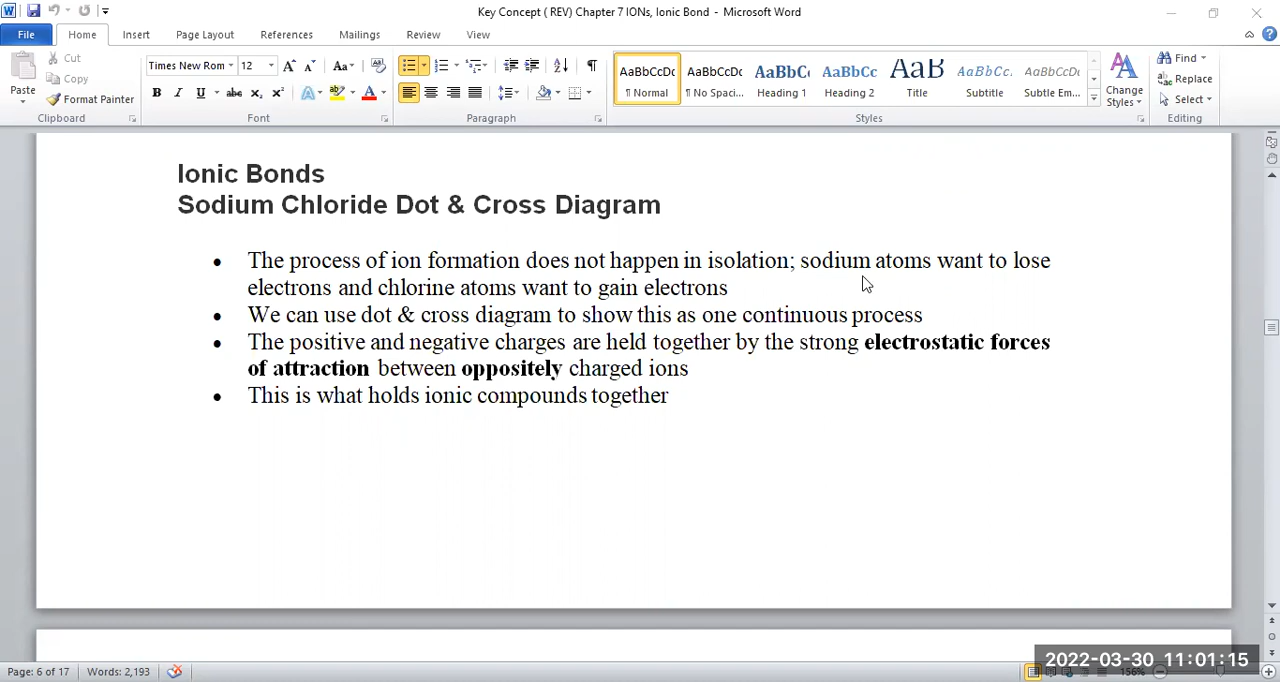 Key Concept ( REV) Chapter 7 IONs, Ionic Bond - Microsoft Word
File Home Insert Page Layout References Mailings Review View
Cut
Copy
Format Painter
Paste
Clipboard
Times New Rom 12
Font
Paragraph
AaBbCcDc AaBbCcDc AaBbC AaBbCc AaB AaBbCc. AaBbCcDc
¶ Normal ¶ No Spaci... Heading 1 Heading 2 Title Subtitle Subtle Em...
Change
Styles
Styles
Find
Replace
Select
Editing
Ionic Bonds
Sodium Chloride Dot & Cross Diagram
• The process of ion formation does not happen in isolation; sodium atoms want to lose
electrons and chlorine atoms want to gain electrons
• We can use dot & cross diagram to show this as one continuous process
• The positive and negative charges are held together by the strong electrostatic forces
of attraction between oppositely charged ions
• This is what holds ionic compounds together
2022-03-30 11:01:15
Page: 6 of 17 Words: 2,193 156%